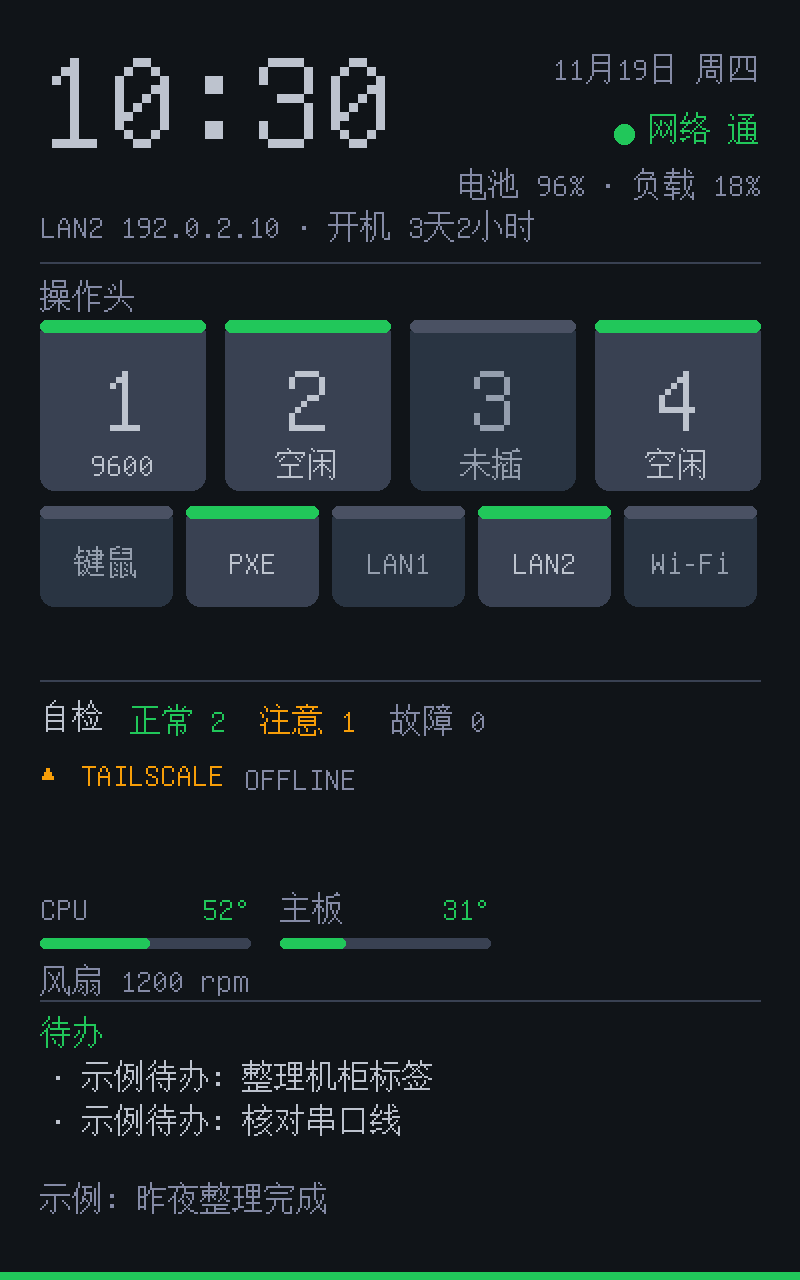 10:30
11月19日 周四
网络 通
电池 96% · 负载 18%
LAN2 192.0.2.10 · 开机 3天2小时
操作头
1 2 3 4
9600 空闲 未插 空闲
键鼠 PXE LAN1 LAN2 Wi-Fi
自检 正常 2 注意 1 故障 0
▲ TAILSCALE OFFLINE
CPU 52° 主板 31°
风扇 1200 rpm
待办
· 示例待办: 整理机柜标签
· 示例待办: 核对串口线
示例: 昨夜整理完成